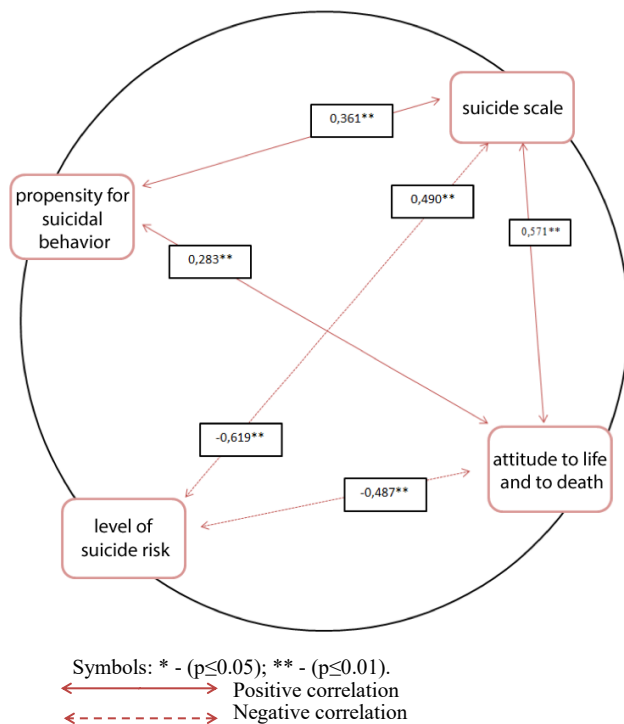 suicide scale
0,361**
propensity for
suicidal
behavior
0,490**
0,571**
0,283**
-0,619**
attitude to life
and to death
-0,487**
level of
suicide risk
Symbols: * - (p≤0.05); ** - (p≤0.01).
Positive correlation
Negative correlation